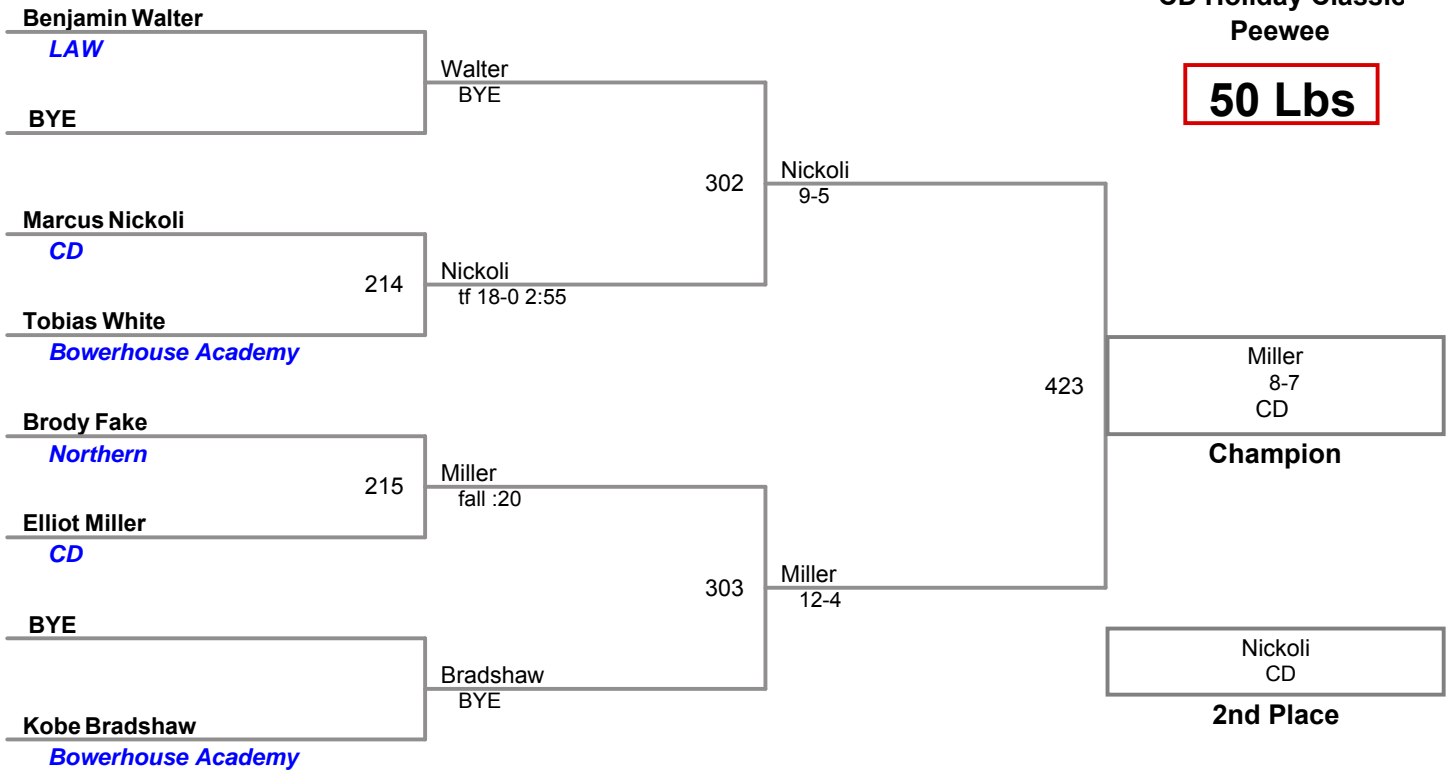 CD Holiday Classic
Peewee
50 Lbs
Benjamin Walter
LAW
BYE
Walter
BYE
Marcus Nickoli
CD
214
Tobias White
Bowerhouse Academy
Nickoli
tf 18-0 2:55
302
Nickoli
9-5
Brody Fake
Northern
215
Elliot Miller
CD
Miller
fall :20
BYE
Kobe Bradshaw
Bowerhouse Academy
Bradshaw
BYE
303
Miller
12-4
423
Miller
8-7
CD
Champion
Nickoli
CD
2nd Place